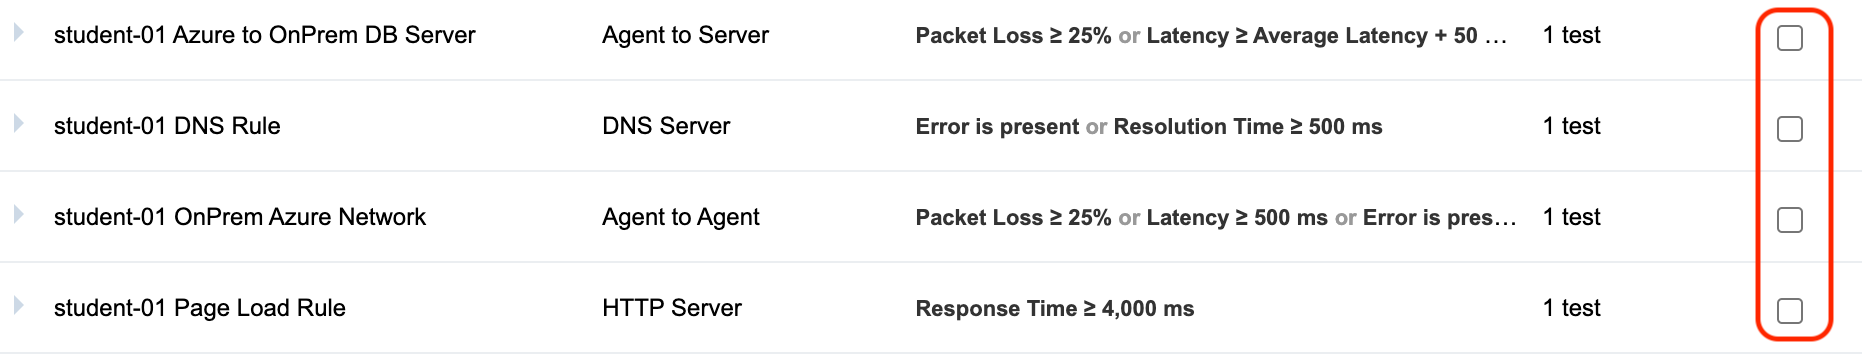 student-01 Azure to OnPrem DB Server Agent to Server Packet Loss ≥ 25% or Latency ≥ Average Latency + 50 … 1 test
student-01 DNS Rule DNS Server Error is present or Resolution Time ≥ 500 ms 1 test
student-01 OnPrem Azure Network Agent to Agent Packet Loss ≥ 25% or Latency ≥ 500 ms or Error is pres… 1 test
student-01 Page Load Rule HTTP Server Response Time ≥ 4,000 ms 1 test